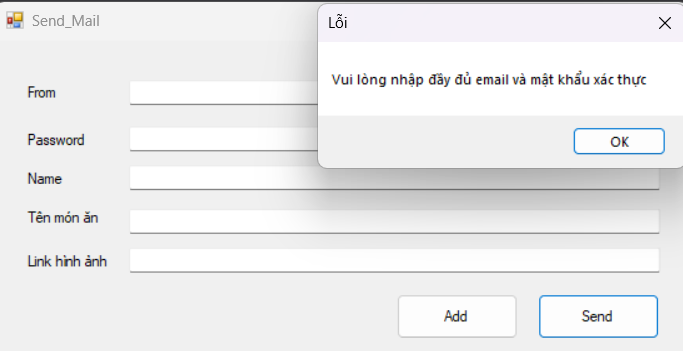 Send_Mail
Lỗi
Vui lòng nhập đầy đủ email và mật khẩu xác thực
OK
From
Password
Name
Tên món ăn
Link hình ảnh
Add
Send